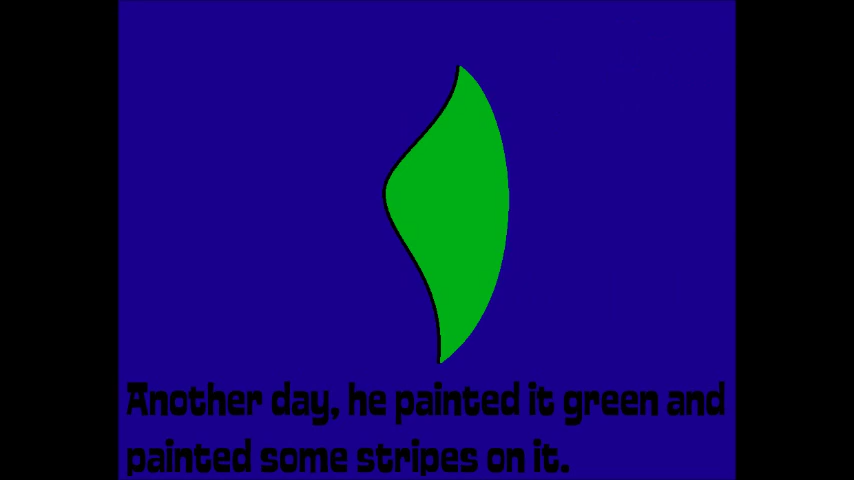 Another day, he painted it green and
painted some stripes on it.